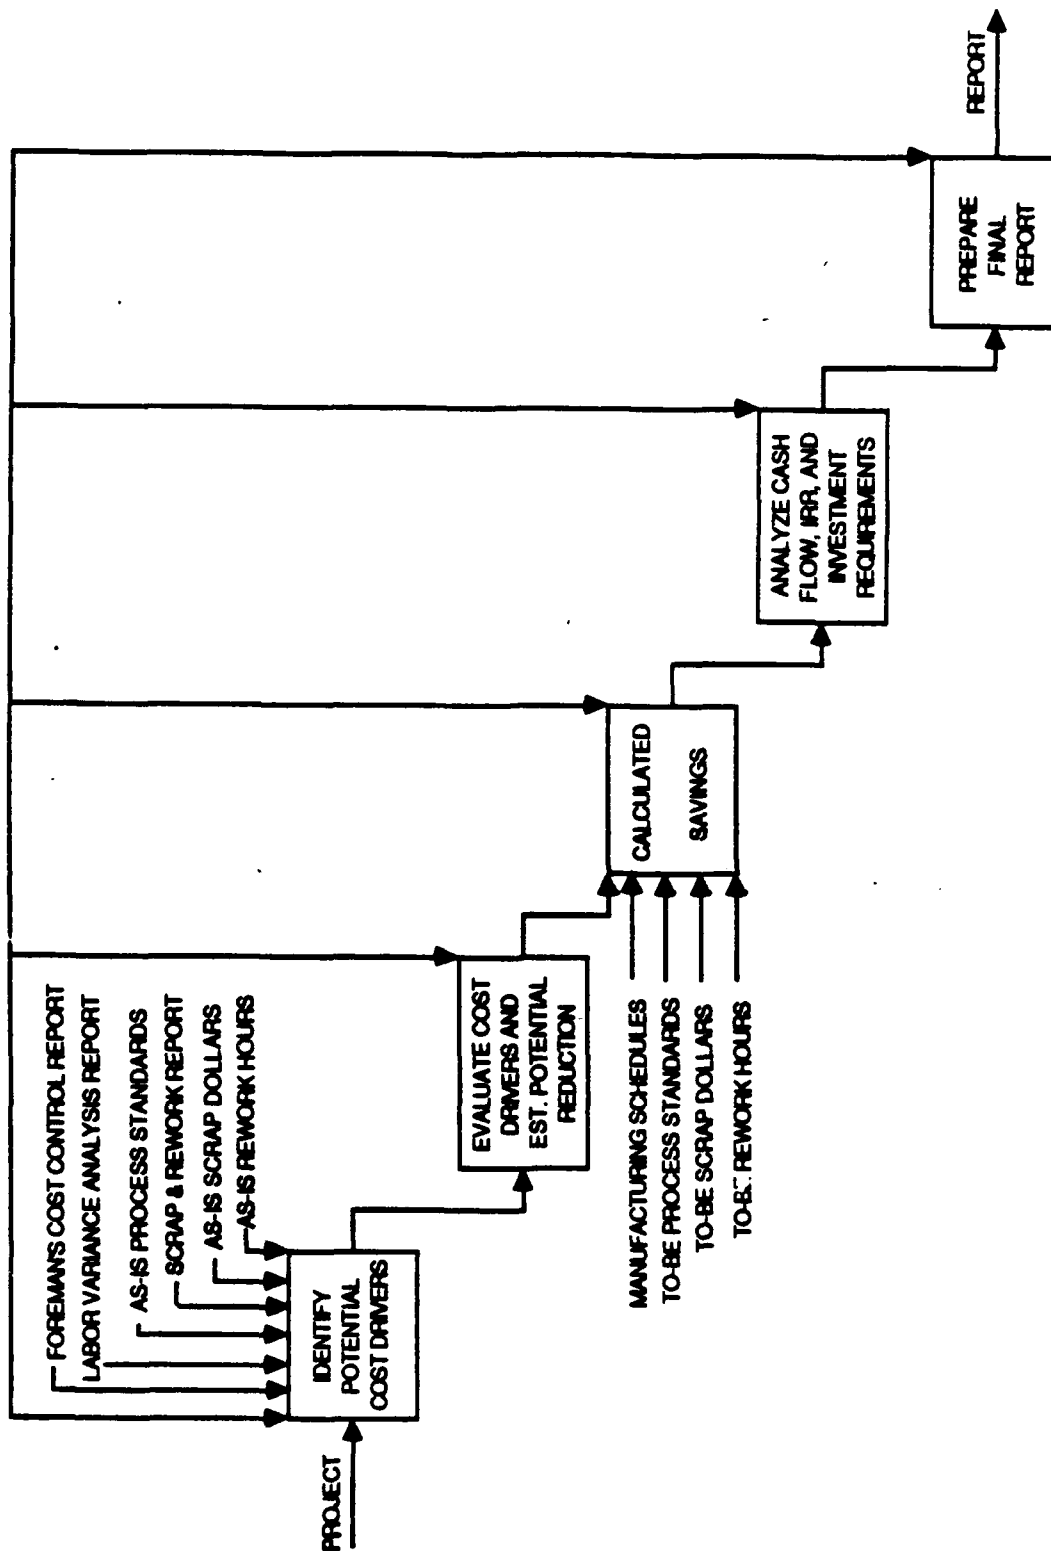 FOREMAN'S COST CONTROL REPORT
LABOR VARIANCE ANALYSIS REPORT
AS-IS PROCESS STANDARDS
SCRAP & REWORK REPORT
AS-IS SCRAP DOLLARS
AS-IS REWORK HOURS
PROJECT
IDENTIFY
POTENTIAL
COST DRIVERS
EVALUATE COST
DRIVERS AND
EST. POTENTIAL
REDUCTION
MANUFACTURING SCHEDULES
TO-BE PROCESS STANDARDS
TO-BE SCRAP DOLLARS
TO-BE REWORK HOURS
CALCULATED
SAVINGS
ANALYZE CASH
FLOW, IRR, AND
INVESTMENT
REQUIREMENTS
PREPARE
FINAL
REPORT
REPORT